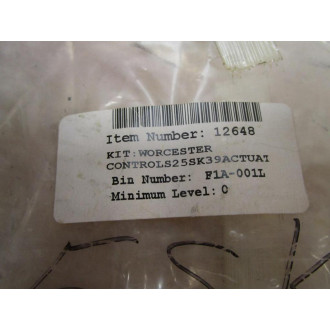 Item Number: 12648
KIT:WORCESTER
CONTROLS25SK39ACTUAT
Bin Number: F1A-001L
Minimum Level: 0